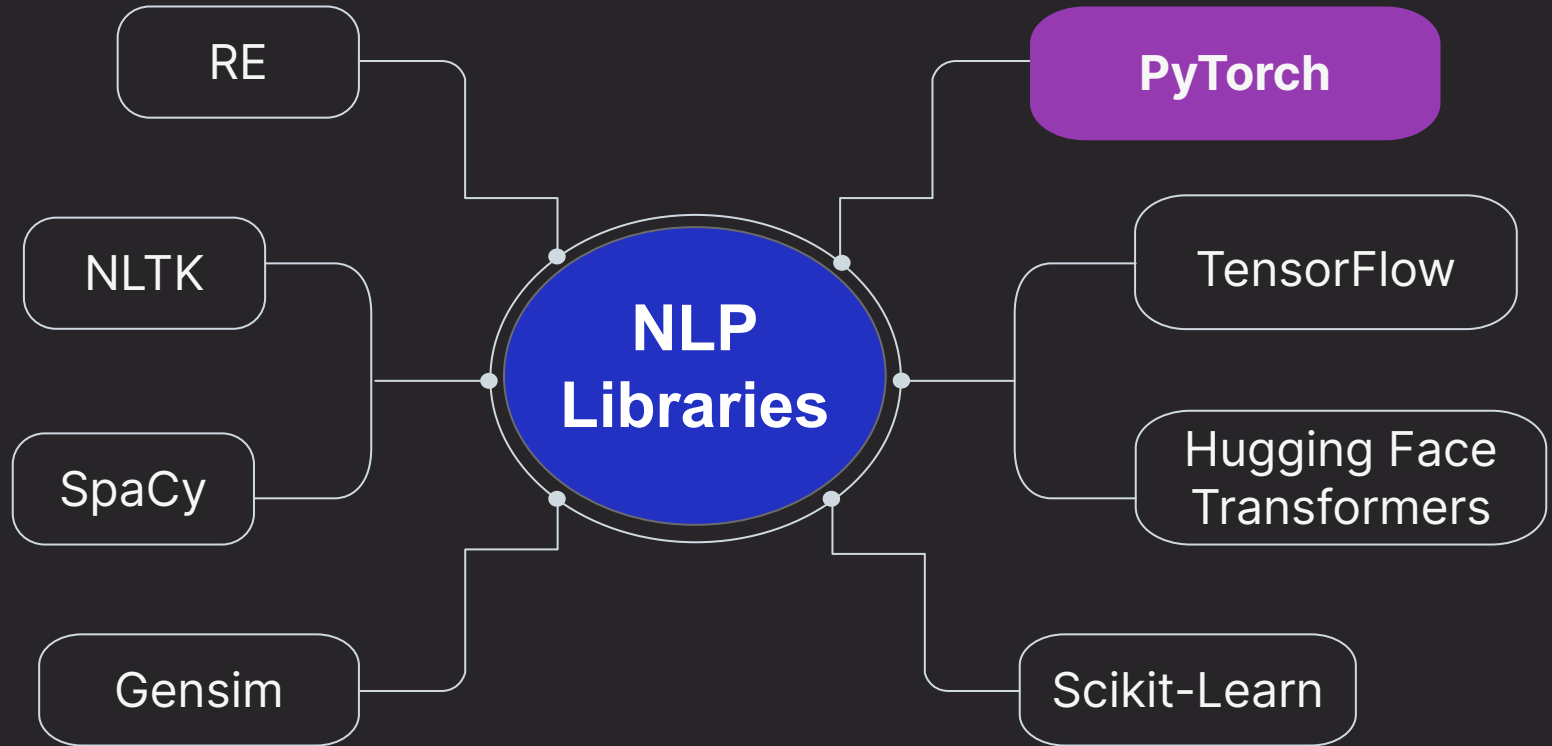 RE
PyTorch
NLTK
TensorFlow
NLP
Libraries
SpaCy
Hugging Face
Transformers
Gensim
Scikit-Learn